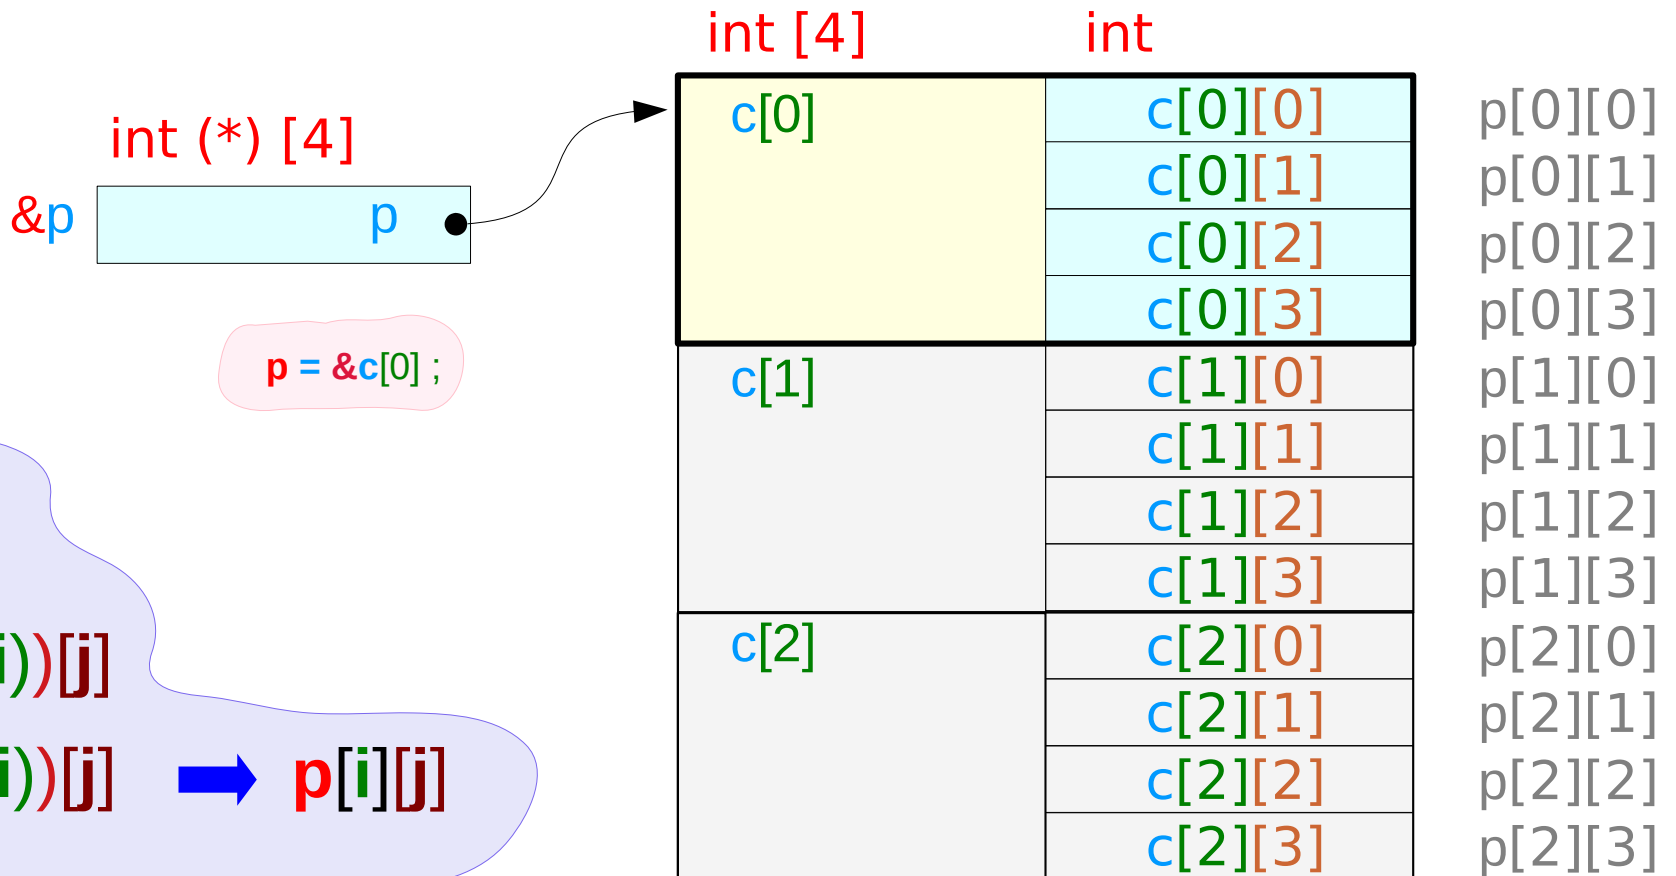 int [4] int
int (*) [4]
&p p
p = &c[0] ;
c[0] c[0][0] p[0][0]
c[0][1] p[0][1]
c[0][2] p[0][2]
c[0][3] p[0][3]
c[1] c[1][0] p[1][0]
c[1][1] p[1][1]
c[1][2] p[1][2]
c[1][3] p[1][3]
c[2] c[2][0] p[2][0]
c[2][1] p[2][1]
c[2][2] p[2][2]
c[2][3] p[2][3]
i))[j]
i))[j] p[i][j]